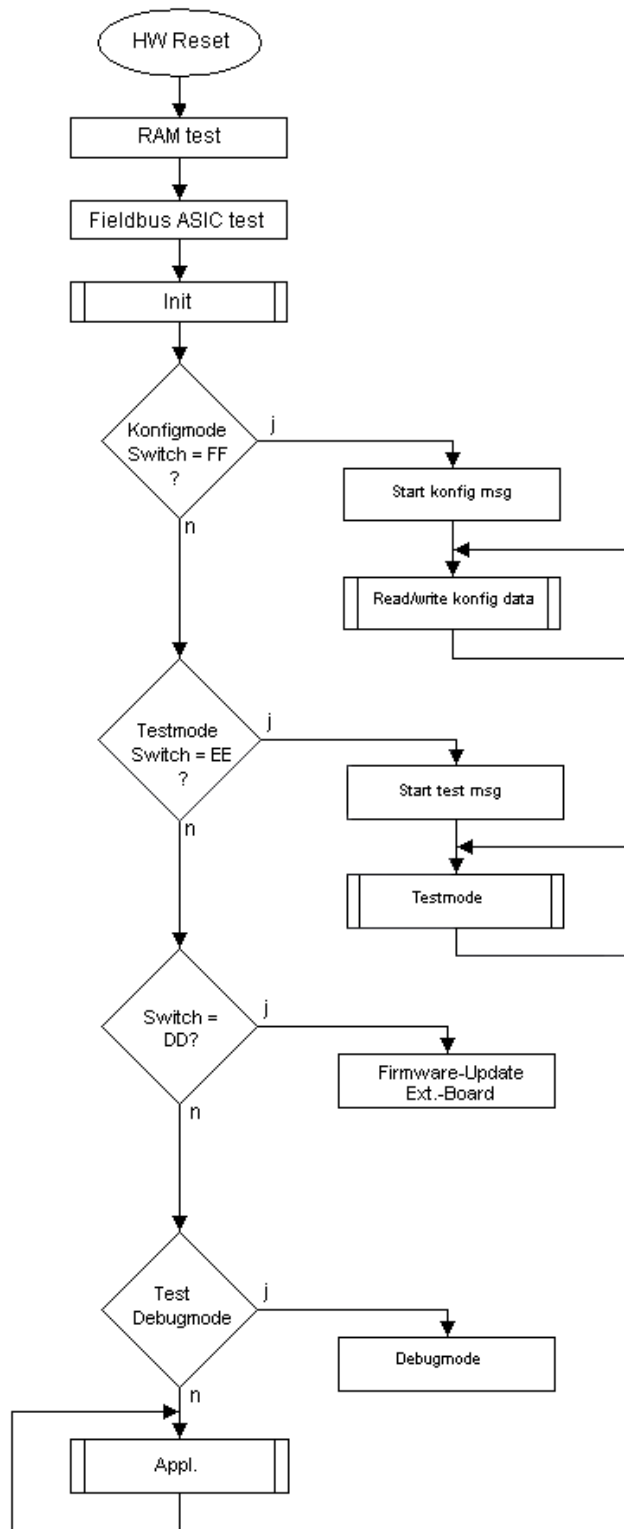 HW Reset
RAM test
Fieldbus ASIC test
Init
Konfigmode
Switch = FF
?
j
n
Start konfig msg
Read/write konfig data
Testmode
Switch = EE
?
j
n
Start test msg
Testmode
Switch =
DD?
j
n
Firmware-Update
Ext.-Board
Test
Debugmode
j
n
Debugmode
Appl.